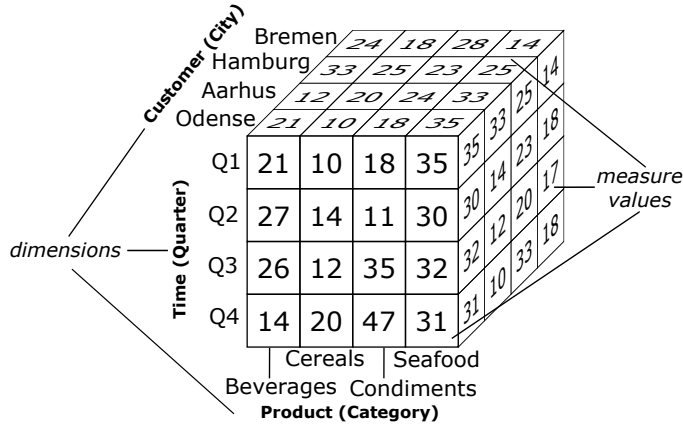 Customer (City)
Bremen 24 18 28 14
Hamburg 33 25 23 25
Aarhus 12 20 24 33
Odense 21 10 18 35
Q1 21 10 18 35 35 33 25 14
Q2 27 14 11 30 30 14 23 18
Q3 26 12 35 32 32 12 20 17
Q4 14 20 47 31 31 10 33 18
measure
values
dimensions
Time (Quarter)
Cereals Seafood
Beverages Condiments
Product (Category)